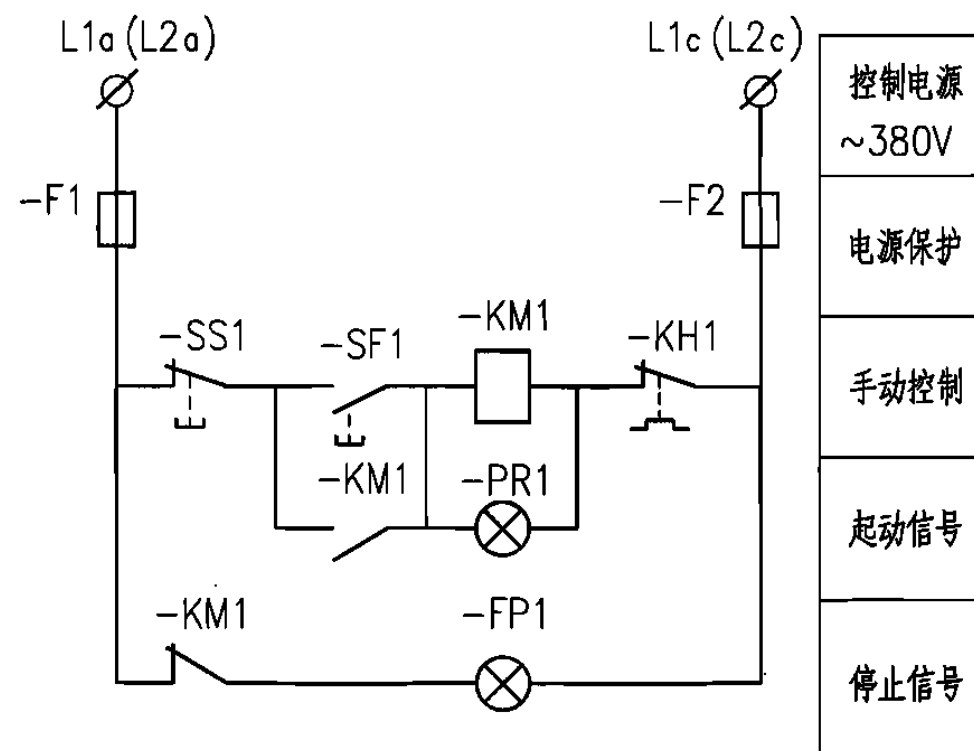 L1a (L2a)
L1c (L2c)
控制电源
~380V
-F1
-F2
电源保护
-SS1
-SF1
-KM1
-KH1
手动控制
-KM1
-PR1
起动信号
-KM1
-FP1
停止信号